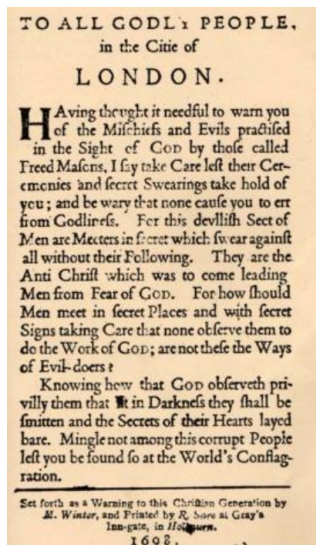 TO ALL GODLY PEOPLE,
in the Citie of
LONDON.
HAving thought it needful to warn you
of the Miſchiefs and Evils practiſed
in the Sight of GOD by thoſe called
Freed Maſons, I ſay take Care leſt their Cer-
emonies and ſecret Swearings take hold of
you; and be wary that none cauſe you to err
from Godlineſs. For this devllish Sect of
Men are Meeters in ſecret which ſwear againſt
all without their Following. They are the
Anti Chriſt which was to come leading
Men from Fear of GOD. For how ſhould
Men meet in ſecret Places and with ſecret
Signs taking Care that none obſerve them to
do the Work of GOD; are not theſe the Ways
of Evil-doers?
Knowing how that GOD obſerveth pri-
villy them that ſit in Darkneſs they ſhall be
ſmitten and the Secrets of their Hearts layed
bare. Mingle not among this corrupt People
leſt you be found ſo at the World's Conflag-
ration.
Set forth as a Warning to this Chriſtian Generation by
M. Winter, and Printed by R. Sare at Gray's
Inn-gate, in Holbourn.
1698.